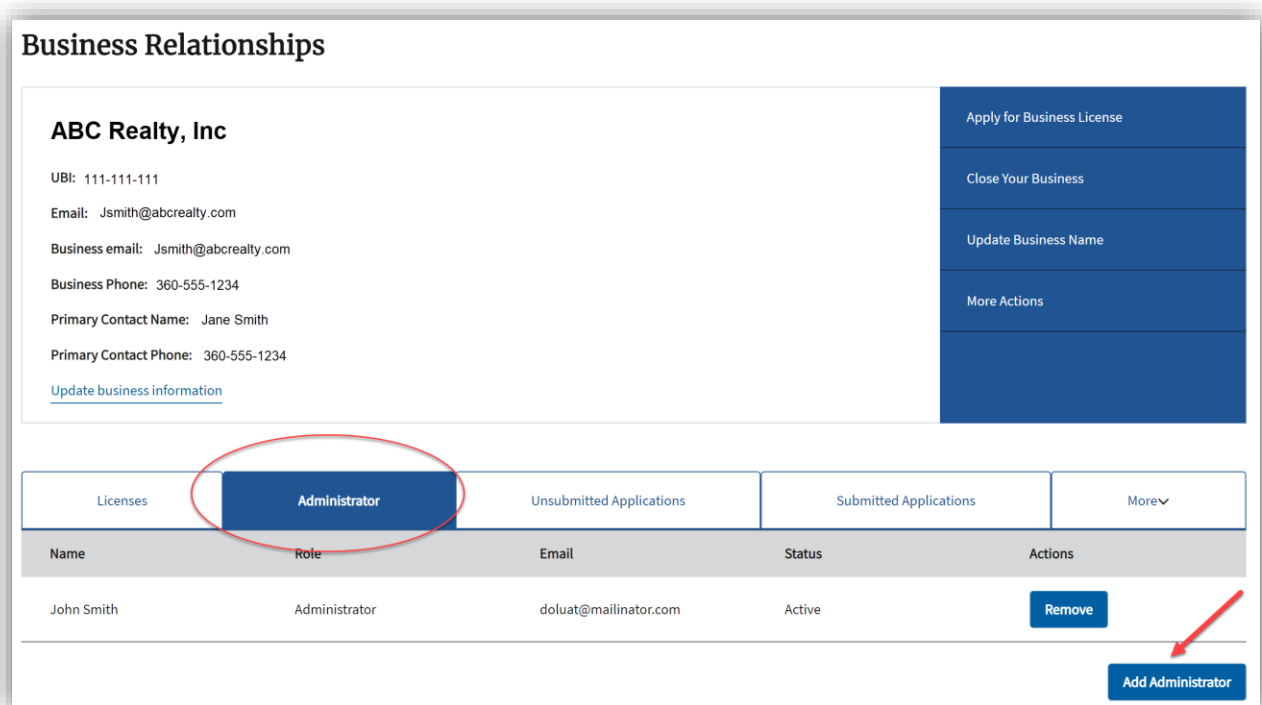 Business Relationships
ABC Realty, Inc
UBI: 111-111-111
Email: Jsmith@abcrealty.com
Business email: Jsmith@abcrealty.com
Business Phone: 360-555-1234
Primary Contact Name: Jane Smith
Primary Contact Phone: 360-555-1234
Update business information
Apply for Business License
Close Your Business
Update Business Name
More Actions
Licenses Administrator Unsubmitted Applications Submitted Applications More
Name Role Email Status Actions
John Smith Administrator doluat@mailinator.com Active Remove
Add Administrator